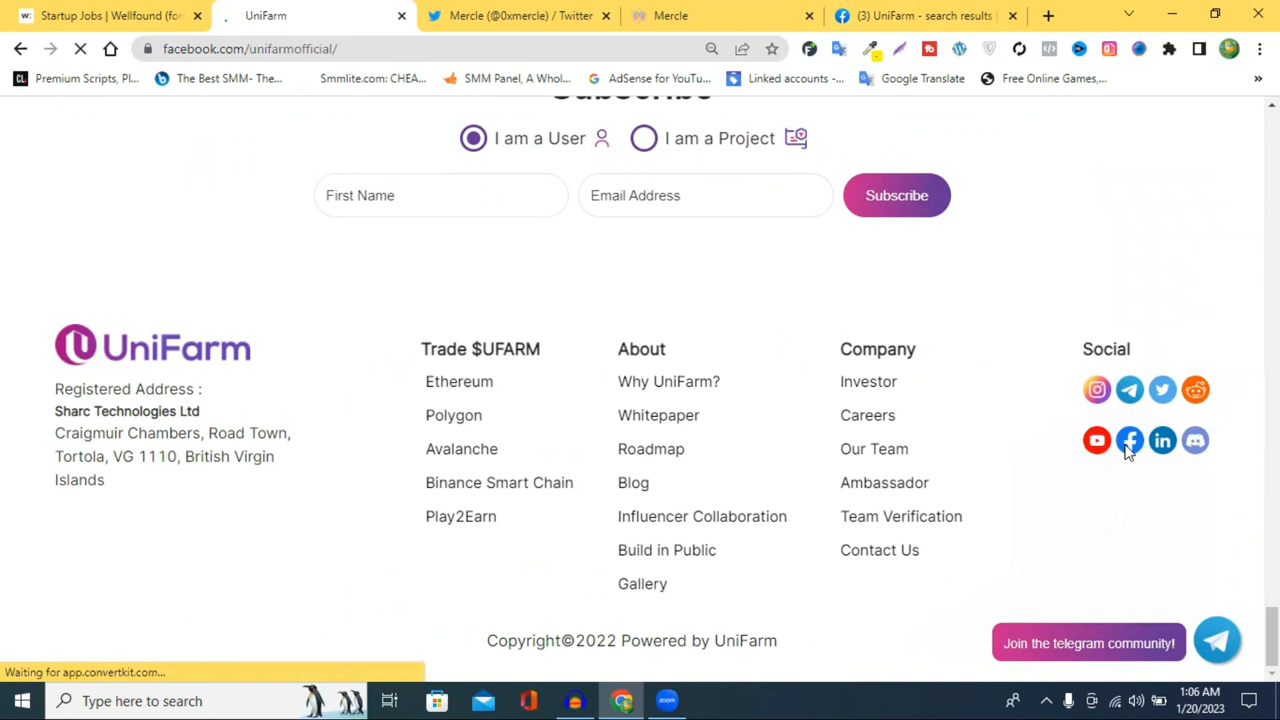 w: Startup Jobs | Wellfound (for
UniFarm
Mercle (@0xmercle) / Twitter
Mercle
(3) UniFarm - search results
facebook.com/unifarmofficial/
CL Premium Scripts, Pl...
The Best SMM- The...
Smmlite.com: CHEA...
SMM Panel, A Whol...
AdSense for YouTu...
Linked accounts -...
Google Translate
Free Online Games,...
»
I am a User
I am a Project
First Name
Email Address
Subscribe
UniFarm
Registered Address :
Sharc Technologies Ltd
Craigmuir Chambers, Road Town,
Tortola, VG 1110, British Virgin
Islands
Trade $UFARM
Ethereum
Polygon
Avalanche
Binance Smart Chain
Play2Earn
About
Why UniFarm?
Whitepaper
Roadmap
Blog
Influencer Collaboration
Build in Public
Gallery
Company
Investor
Careers
Our Team
Ambassador
Team Verification
Contact Us
Social
Copyright©2022 Powered by UniFarm
Join the telegram community!
Waiting for app.convertkit.com...
Type here to search
zoom
1:06 AM
1/20/2023